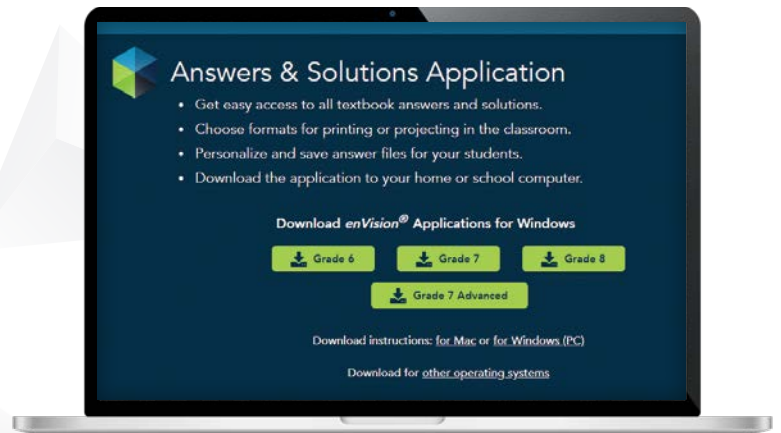 Answers & Solutions Application
• Get easy access to all textbook answers and solutions.
• Choose formats for printing or projecting in the classroom.
• Personalize and save answer files for your students.
• Download the application to your home or school computer.
Download enVision® Applications for Windows
Grade 6
Grade 7
Grade 8
Grade 7 Advanced
Download instructions: for Mac or for Windows (PC)
Download for other operating systems